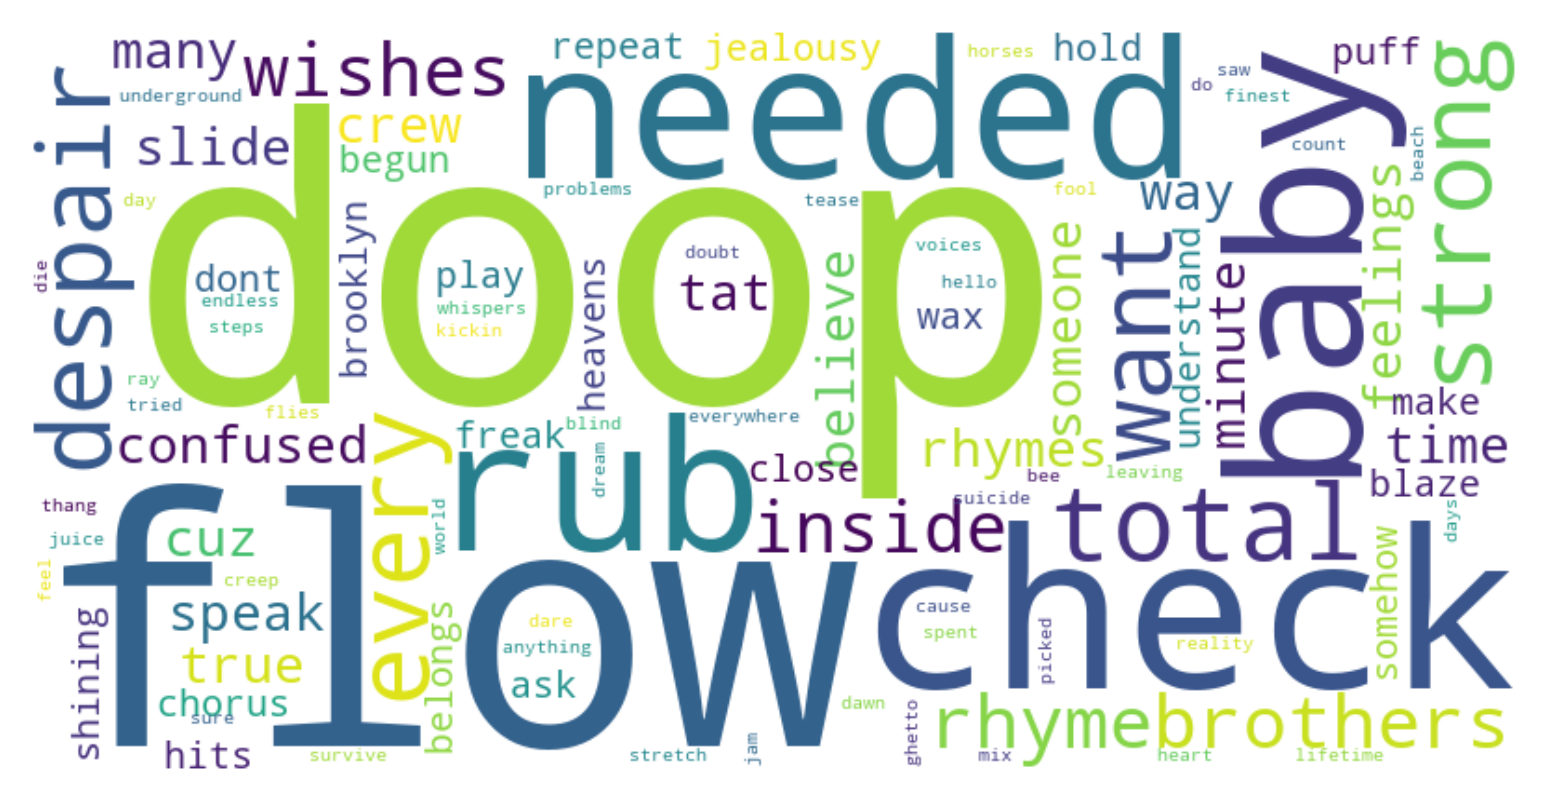 many
wishes
repeat
jealousy
horses
hold
puff
strong
underground
needed
do
saw
finest
baby
despair
slide
crew
begun
count
beach
day
doop
problems
tease
fool
way
feelings
die
dont
endless
steps
brooklyn
play
whispers
kickin
heavens
doubt
tat
believe
voices
hello
wax
someone
want
understand
minute
ray
tried
flies
confused
every
freak
blind
everywhere
rhymes
make
time
rub
dream
close
bee
leaving
blaze
thang
juice
feel
flow
cuz
creep
world
inside
suicide
total
days
check
speak
true
chorus
sure
shining
hits
belongs
dare
anything
ask
cause
spent
picked
reality
somehow
survive
stretch
jam
dawn
ghetto
rhyme
mix
brothers
heart
lifetime